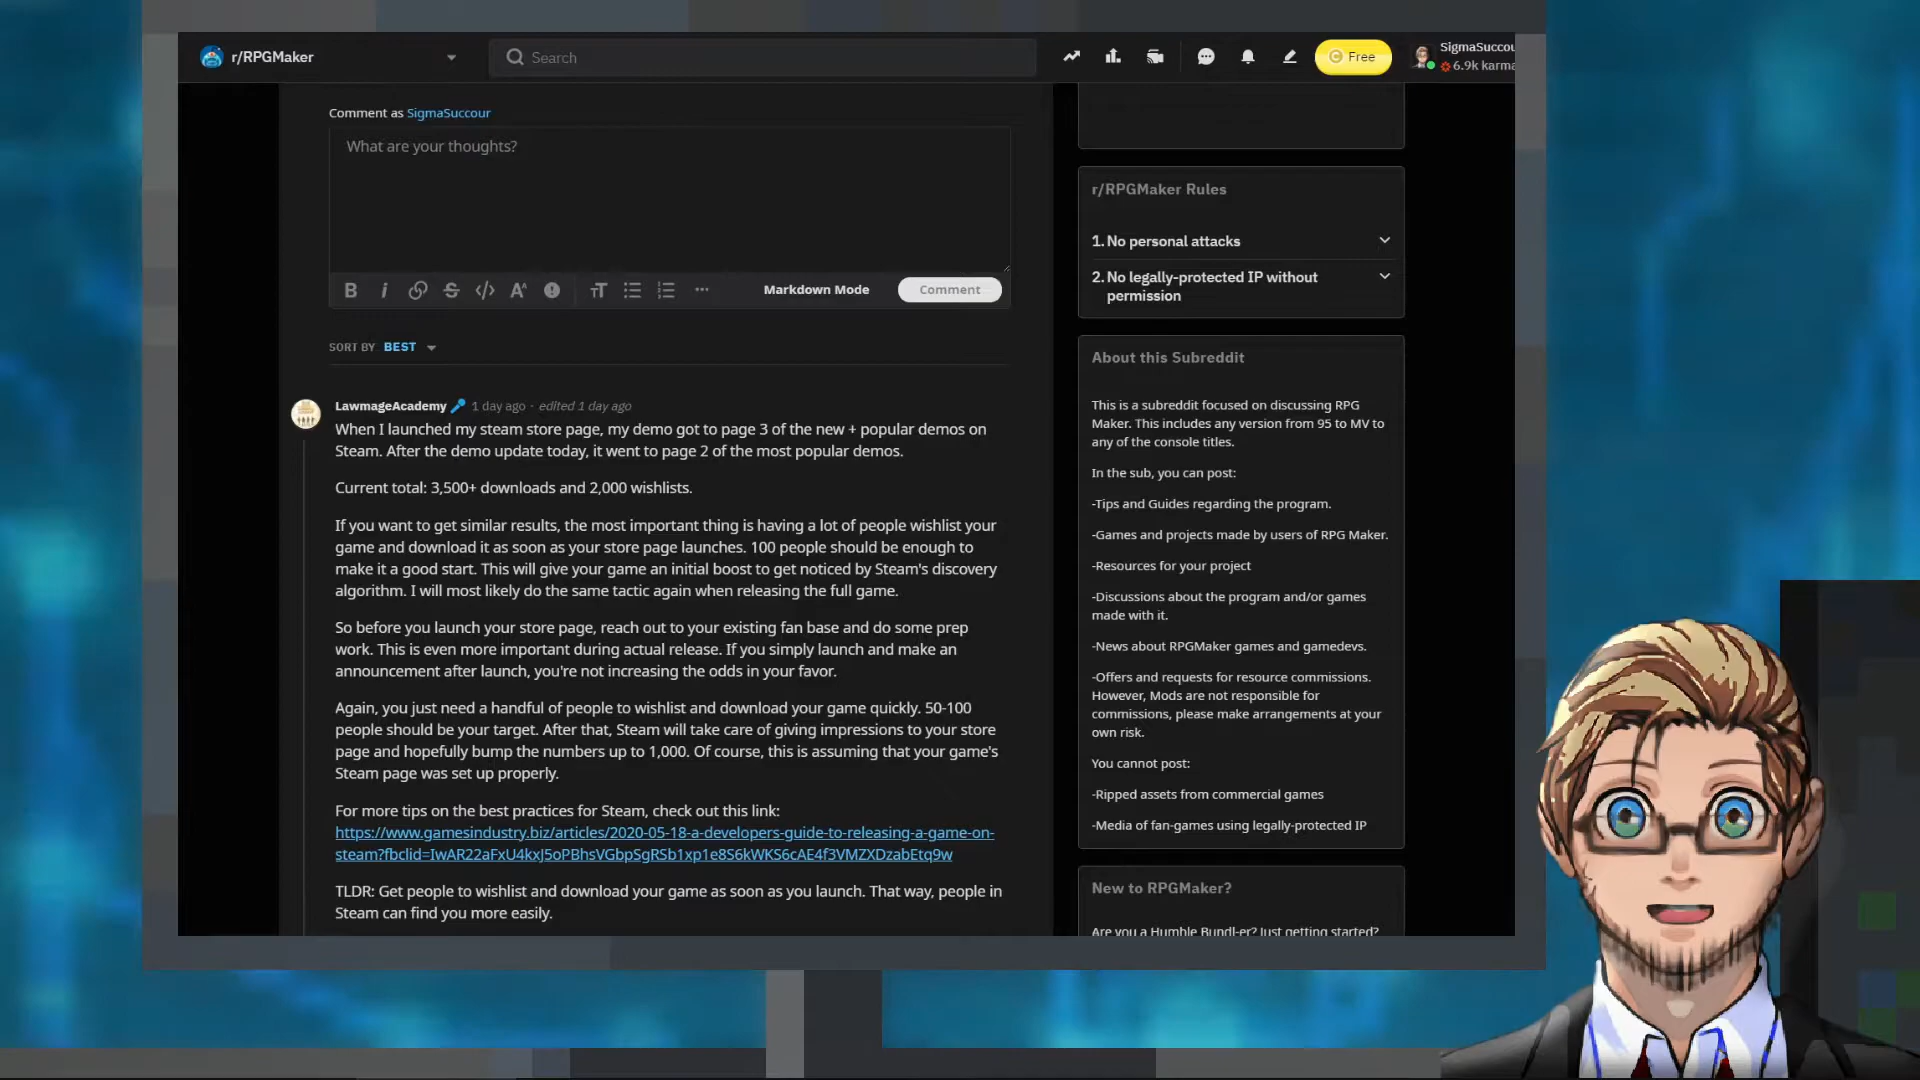 r/RPGMaker
Search
Free
SigmaSuccou
6.9k karma
Comment as SigmaSuccour
What are your thoughts?
Markdown Mode
Comment
SORT BY BEST
LawmageAcademy 1 day ago · edited 1 day ago
When I launched my steam store page, my demo got to page 3 of the new + popular demos on
Steam. After the demo update today, it went to page 2 of the most popular demos.
Current total: 3,500+ downloads and 2,000 wishlists.
If you want to get similar results, the most important thing is having a lot of people wishlist your
game and download it as soon as your store page launches. 100 people should be enough to
make it a good start. This will give your game an initial boost to get noticed by Steam's discovery
algorithm. I will most likely do the same tactic again when releasing the full game.
So before you launch your store page, reach out to your existing fan base and do some prep
work. This is even more important during actual release. If you simply launch and make an
announcement after launch, you're not increasing the odds in your favor.
Again, you just need a handful of people to wishlist and download your game quickly. 50-100
people should be your target. After that, Steam will take care of giving impressions to your store
page and hopefully bump the numbers up to 1,000. Of course, this is assuming that your game's
Steam page was set up properly.
For more tips on the best practices for Steam, check out this link:
https://www.gamesindustry.biz/articles/2020-05-18-a-developers-guide-to-releasing-a-game-on-
steam?fbclid=IwAR22aFxU4kxJ5oPBhsVGbpSgRSb1xp1e8S6kWKS6cAE4f3VMZXDzabEtq9w
TLDR: Get people to wishlist and download your game as soon as you launch. That way, people in
Steam can find you more easily.
r/RPGMaker Rules
1. No personal attacks
2. No legally-protected IP without
permission
About this Subreddit
This is a subreddit focused on discussing RPG
Maker. This includes any version from 95 to MV to
any of the console titles.
In the sub, you can post:
-Tips and Guides regarding the program.
-Games and projects made by users of RPG Maker.
-Resources for your project
-Discussions about the program and/or games
made with it.
-News about RPGMaker games and gamedevs.
-Offers and requests for resource commissions.
However, Mods are not responsible for
commissions, please make arrangements at your
own risk.
You cannot post:
-Ripped assets from commercial games
-Media of fan-games using legally-protected IP
New to RPGMaker?
Are you a Humble Bundl-er? Just getting started?